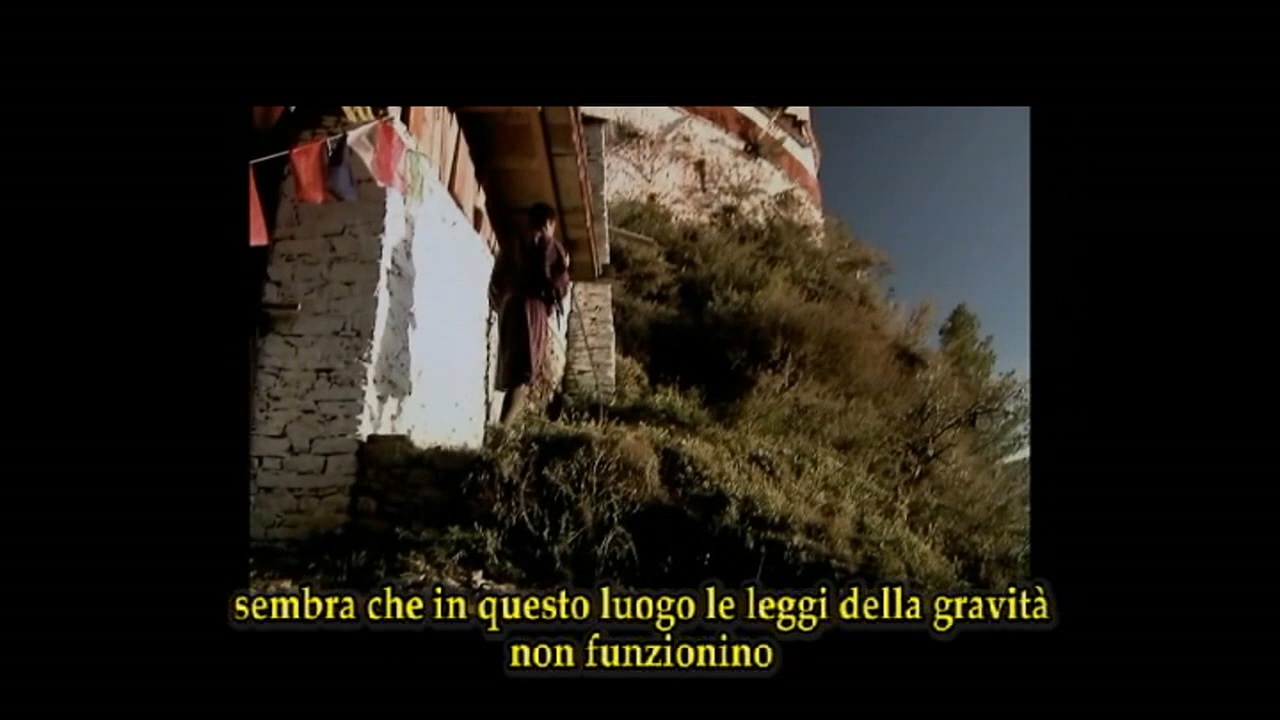 sembra che in questo luogo le leggi della gravità
non funzionino